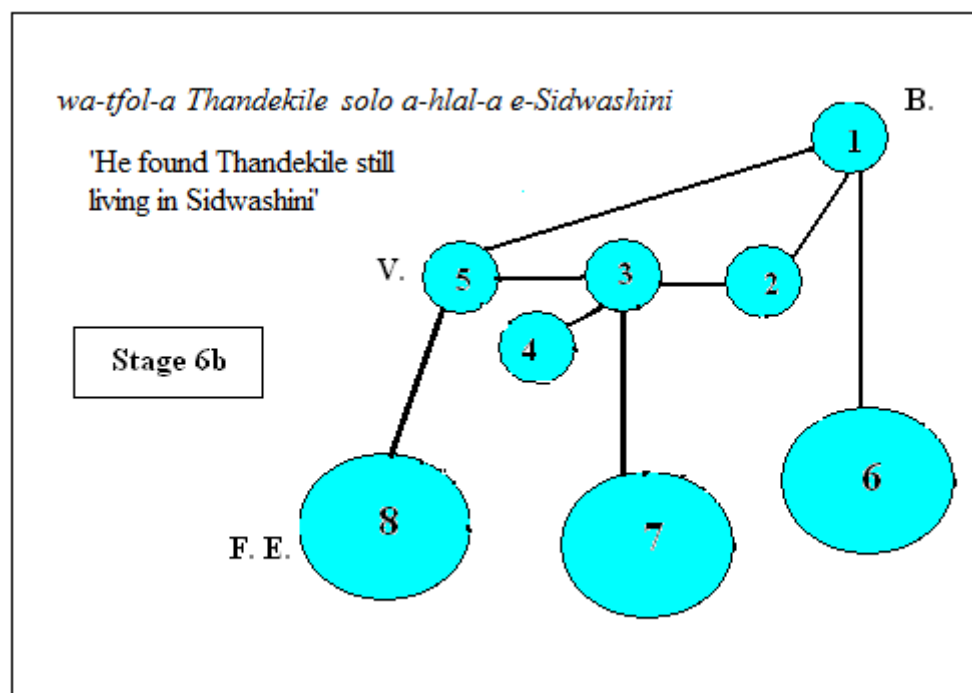 wa-tfol-a Thandekile solo a-hlal-a e-Sidwashini
B.
1
'He found Thandekile still
living in Sidwashini'
V.
5
3
2
4
Stage 6b
6
8
7
F. E.